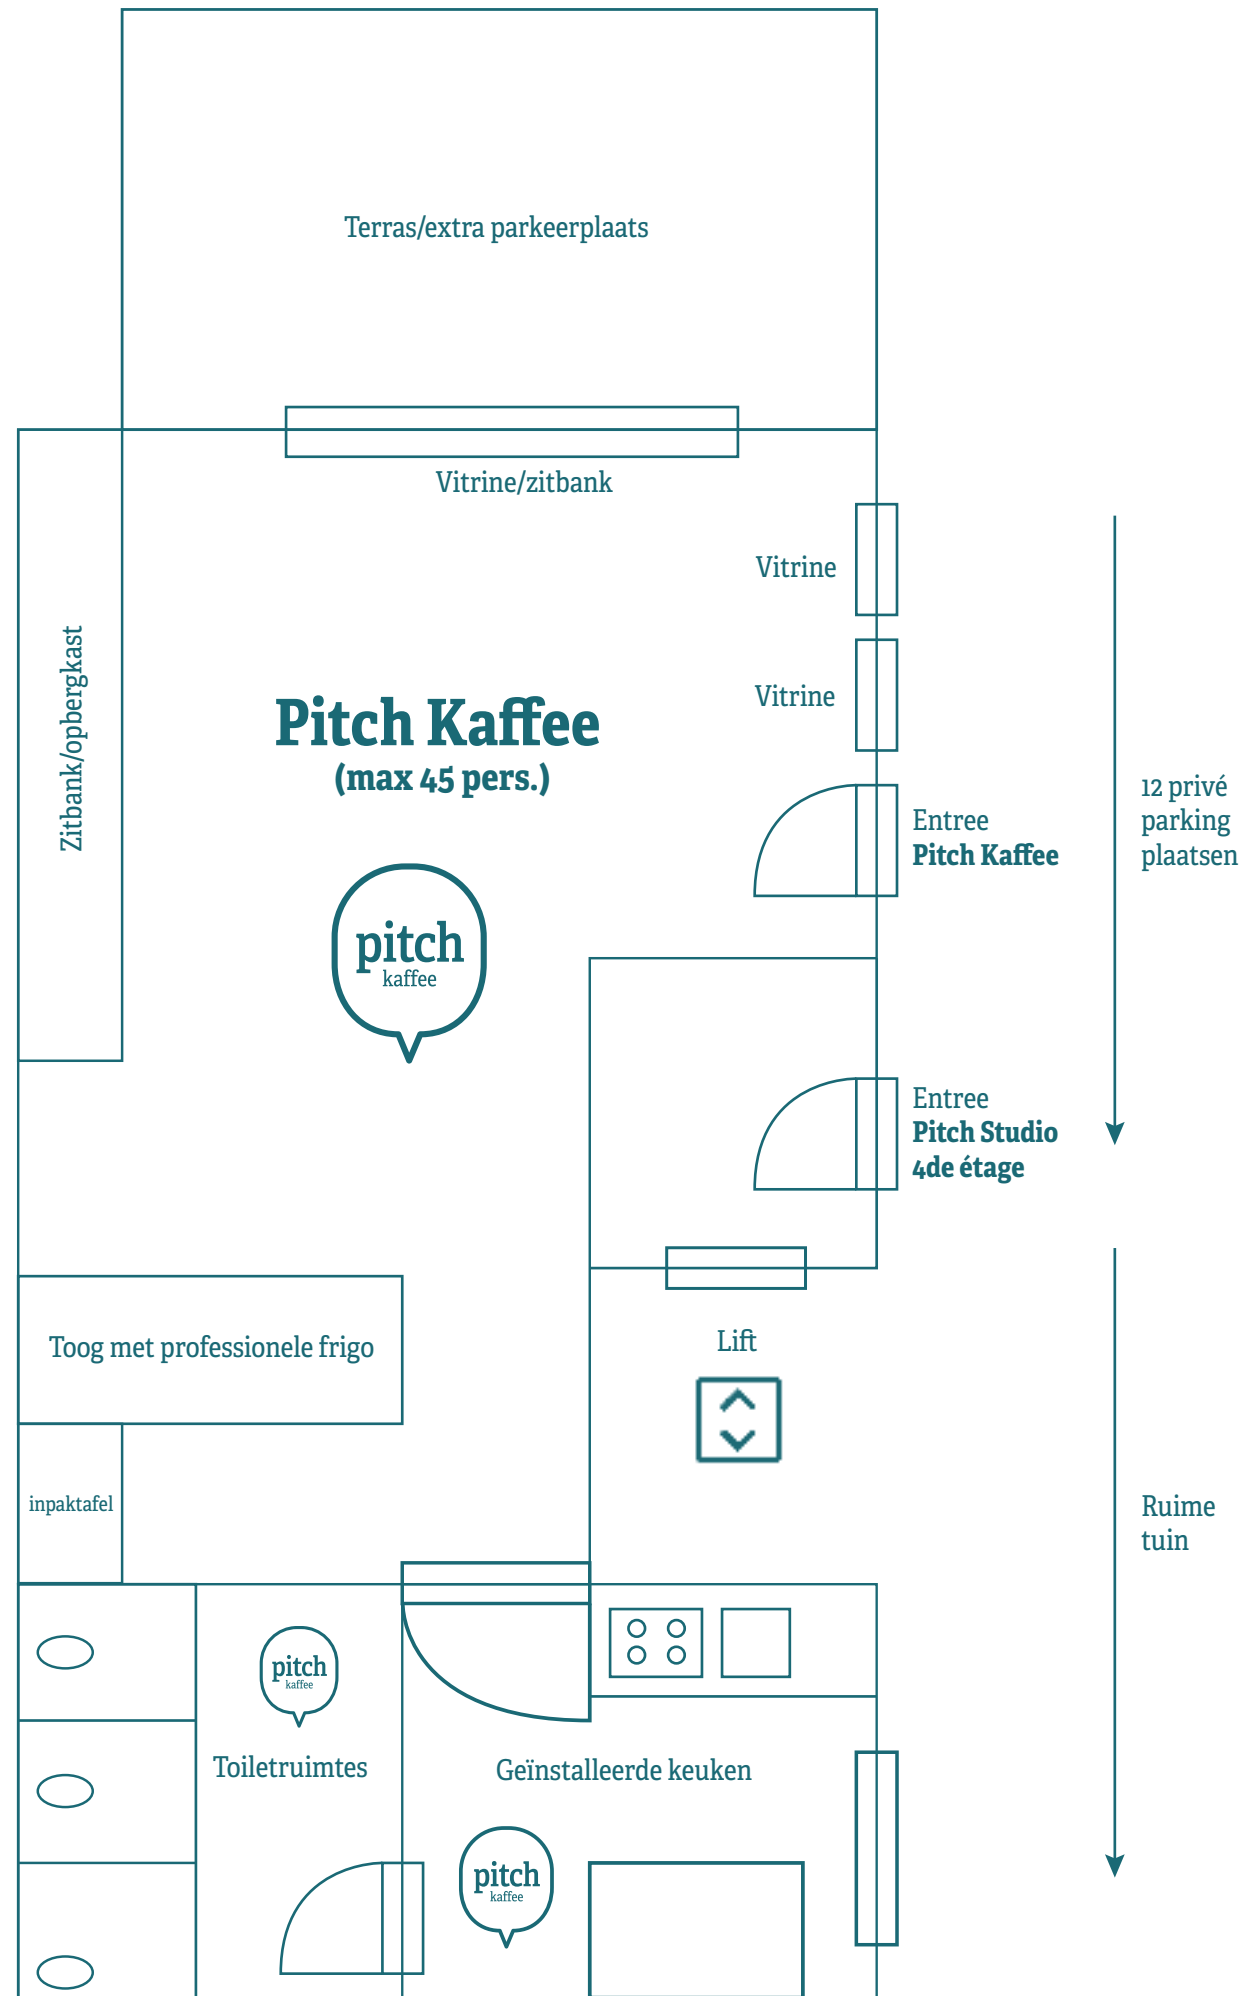 Terras/extra parkeerplaats
Vitrine/zitbank
Vitrine
Zitbank/opbergkast
Vitrine
Pitch Kaffee
(max 45 pers.)
12 privé
parking
plaatsen
Entree
Pitch Kaffee
pitch
kaffee
Entree
Pitch Studio
4de étage
Lift
Toog met professionele frigo
inpaktafel
Ruime
tuin
pitch
kaffee
Toiletruimtes
Geïnstalleerde keuken
pitch
kaffee